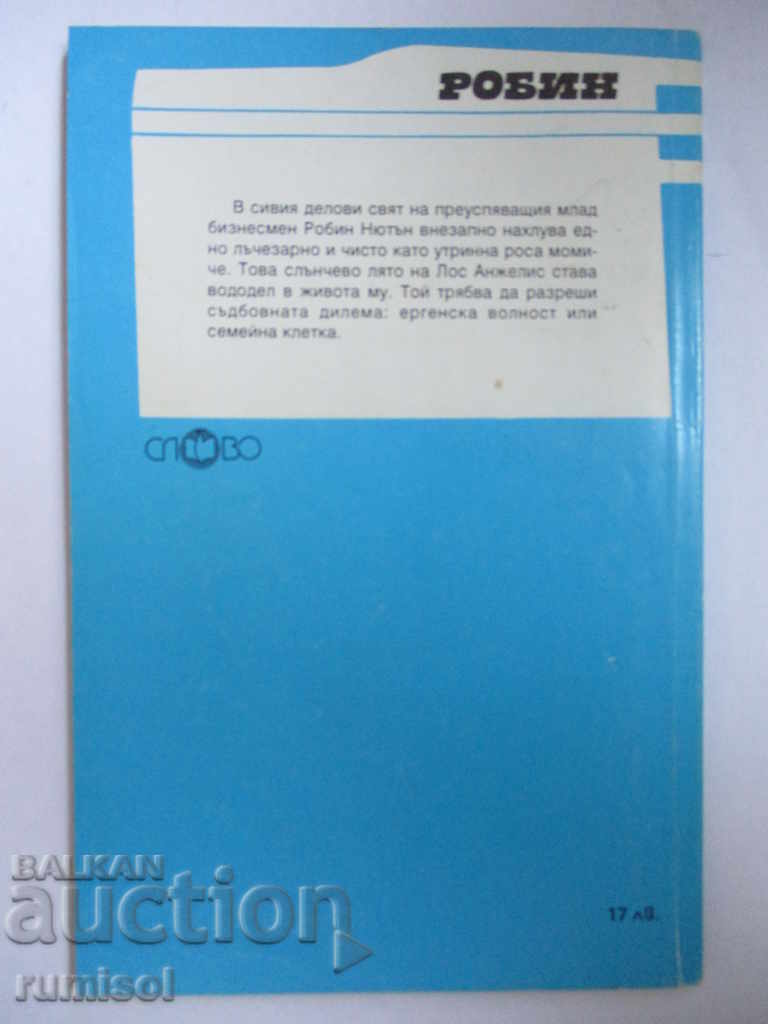 РОБИН
В сивия делови свят на преуспяващия млад
бизнесмен Робин Нютън внезапно нахлува ед-
но лъчезарно и чисто като утринна роса моми-
че. Това слънчево лято на Лос Анжелис става
вододел в живота му. Той трябва да разреши
съдбовната дилема: ергенска волност или
семейна клетка.
СЛОВО
17 лв.
BALKAN
auction
rumisol